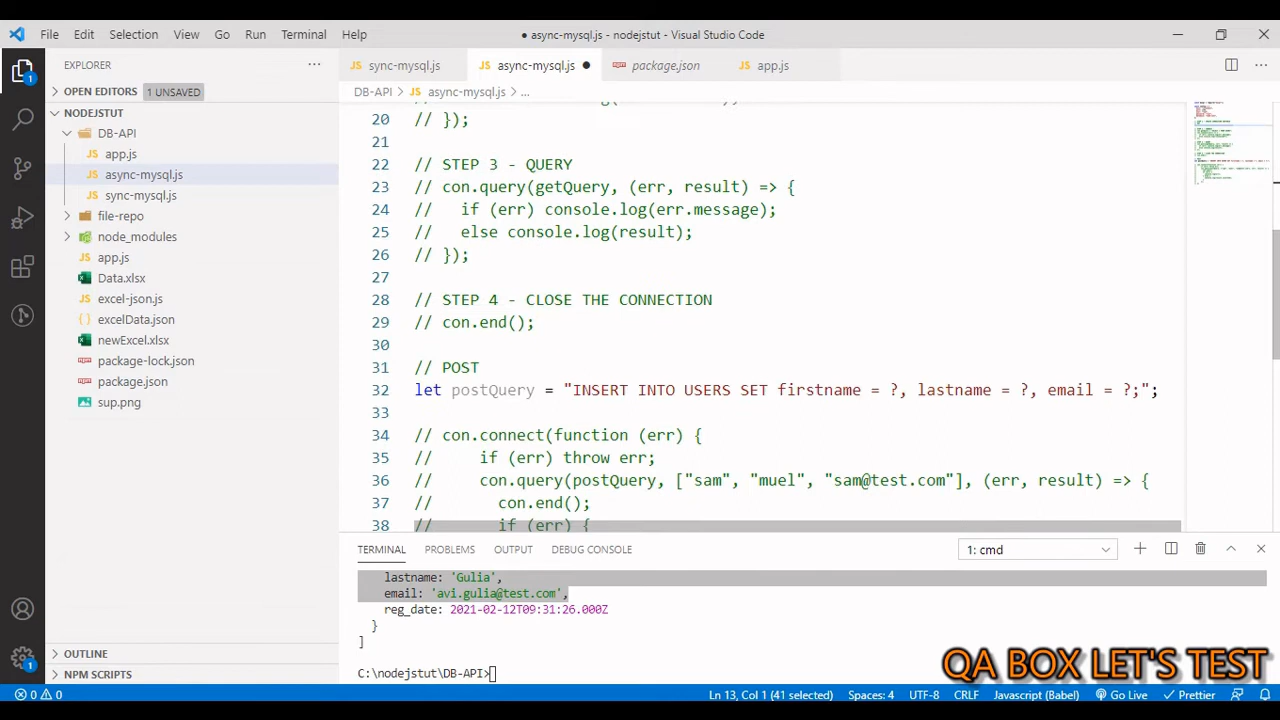 File Edit Selection View Go Run Terminal Help
● async-mysql.js - nodejstut - Visual Studio Code
EXPLORER
OPEN EDITORS 1 UNSAVED
NODEJSTUT
DB-API
app.js
async-mysql.js
sync-mysql.js
file-repo
node_modules
app.js
Data.xlsx
excel-json.js
excelData.json
newExcel.xlsx
package-lock.json
package.json
sup.png
OUTLINE
NPM SCRIPTS
sync-mysql.js async-mysql.js ● package.json app.js
DB-API > async-mysql.js > ...
20 // });
21
22 // STEP 3 - QUERY
23 // con.query(getQuery, (err, result) => {
24 // if (err) console.log(err.message);
25 // else console.log(result);
26 // });
27
28 // STEP 4 - CLOSE THE CONNECTION
29 // con.end();
30
31 // POST
32 let postQuery = "INSERT INTO USERS SET firstname = ?, lastname = ?, email = ?;";
33
34 // con.connect(function (err) {
35 // if (err) throw err;
36 // con.query(postQuery, ["sam", "muel", "sam@test.com"], (err, result) => {
37 // con.end();
38 // if (err) {
TERMINAL PROBLEMS OUTPUT DEBUG CONSOLE 1: cmd
lastname: 'Gulia',
email: 'avi.gulia@test.com',
reg_date: 2021-02-12T09:31:26.000Z
}
]
C:\nodejstut\DB-API>
QA BOX LET'S TEST
0 0 Ln 13, Col 1 (41 selected) Spaces: 4 UTF-8 CRLF Javascript (Babel) Go Live Prettier